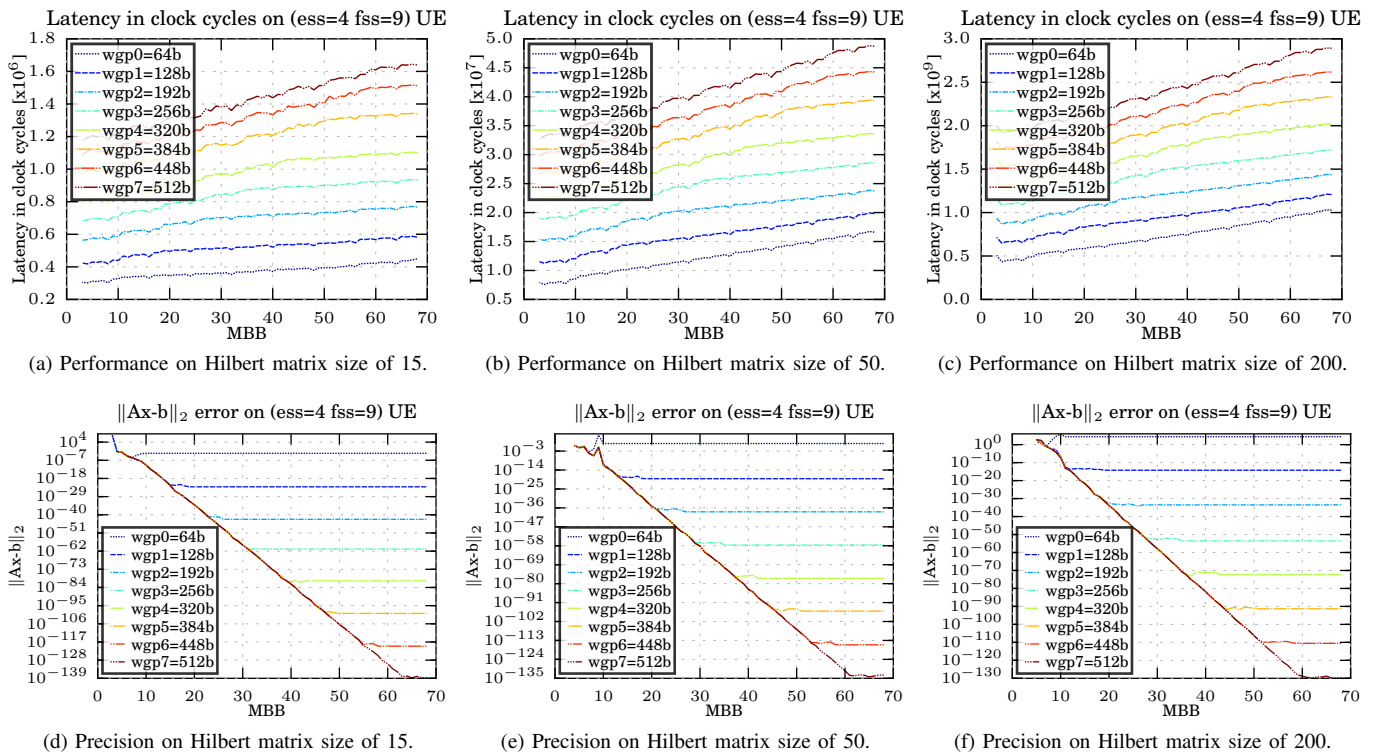 Latency in clock cycles on (ess=4 fss=9) UE
Latency in clock cycles [x10^6]
1.8
1.6
1.4
1.2
1.0
0.8
0.6
0.4
0.2
wgp0=64b
wgp1=128b
wgp2=192b
wgp3=256b
wgp4=320b
wgp5=384b
wgp6=448b
wgp7=512b
0 10 20 30 40 50 60 70
MBB
(a) Performance on Hilbert matrix size of 15.
Latency in clock cycles on (ess=4 fss=9) UE
Latency in clock cycles [x10^7]
5.0
4.5
4.0
3.5
3.0
2.5
2.0
1.5
1.0
0.5
wgp0=64b
wgp1=128b
wgp2=192b
wgp3=256b
wgp4=320b
wgp5=384b
wgp6=448b
wgp7=512b
0 10 20 30 40 50 60 70
MBB
(b) Performance on Hilbert matrix size of 50.
Latency in clock cycles on (ess=4 fss=9) UE
Latency in clock cycles [x10^9]
3.0
2.5
2.0
1.5
1.0
0.5
0.0
wgp0=64b
wgp1=128b
wgp2=192b
wgp3=256b
wgp4=320b
wgp5=384b
wgp6=448b
wgp7=512b
0 10 20 30 40 50 60 70
MBB
(c) Performance on Hilbert matrix size of 200.
‖Ax-b‖₂ error on (ess=4 fss=9) UE
‖Ax-b‖₂
10^4
10^-7
10^-18
10^-29
10^-40
10^-51
10^-62
10^-73
10^-84
10^-95
10^-106
10^-117
10^-128
10^-139
wgp0=64b
wgp1=128b
wgp2=192b
wgp3=256b
wgp4=320b
wgp5=384b
wgp6=448b
wgp7=512b
0 10 20 30 40 50 60 70
MBB
(d) Precision on Hilbert matrix size of 15.
‖Ax-b‖₂ error on (ess=4 fss=9) UE
‖Ax-b‖₂
10^-3
10^-14
10^-25
10^-36
10^-47
10^-58
10^-69
10^-80
10^-91
10^-102
10^-113
10^-124
10^-135
wgp0=64b
wgp1=128b
wgp2=192b
wgp3=256b
wgp4=320b
wgp5=384b
wgp6=448b
wgp7=512b
0 10 20 30 40 50 60 70
MBB
(e) Precision on Hilbert matrix size of 50.
‖Ax-b‖₂ error on (ess=4 fss=9) UE
‖Ax-b‖₂
10^0
10^-10
10^-20
10^-30
10^-40
10^-50
10^-60
10^-70
10^-80
10^-90
10^-100
10^-110
10^-120
10^-130
wgp0=64b
wgp1=128b
wgp2=192b
wgp3=256b
wgp4=320b
wgp5=384b
wgp6=448b
wgp7=512b
0 10 20 30 40 50 60 70
MBB
(f) Precision on Hilbert matrix size of 200.